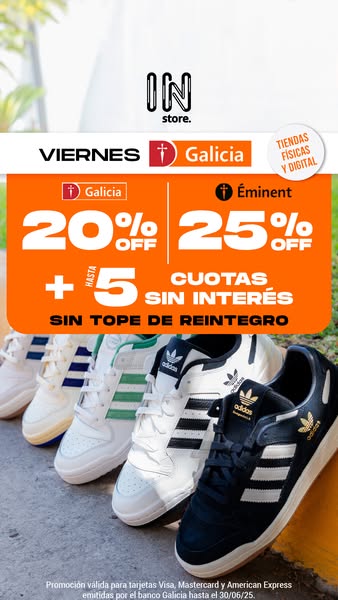 IN
store.
VIERNES Galicia
TIENDAS
FÍSICAS
Y DIGITAL
Galicia
20% OFF
Éminent
25% OFF
+ HASTA 5 CUOTAS
SIN INTERÉS
SIN TOPE DE REINTEGRO
adidas
adidas
adidas
Promoción válida para tarjetas Visa, Mastercard y American Express
emitidas por el banco Galicia hasta el 30/06/25.